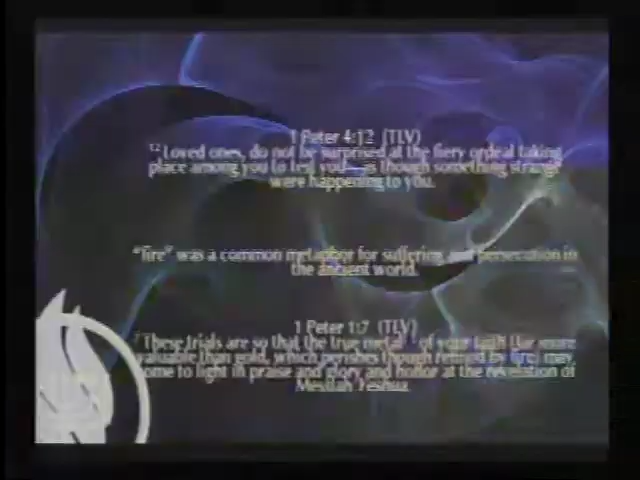 1 Peter 4:12 (TLV)
12 Loved ones, do not be surprised at the fiery ordeal taking
place among you to test you—as though something strange
were happening to you.
"fire" was a common metaphor for suffering and persecution in
the ancient world.
1 Peter 1:7 (TLV)
7 These trials are so that the true metal of your faith (far more
valuable than gold, which perishes though refined by fire) may
come to light in praise and glory and honor at the revelation of
Messiah Yeshua.